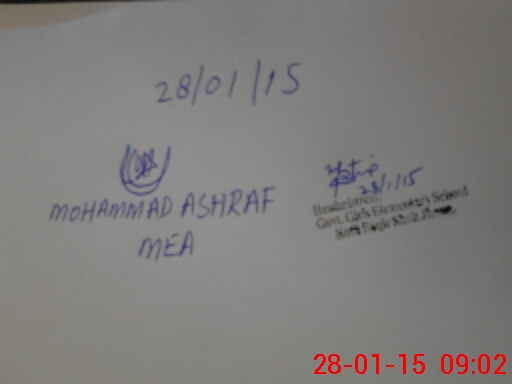 28/01/15
MOHAMMAD ASHRAF
MEA
28/1/15
Headmistress
Govt. Girls Elementary School
28-01-15 09:02